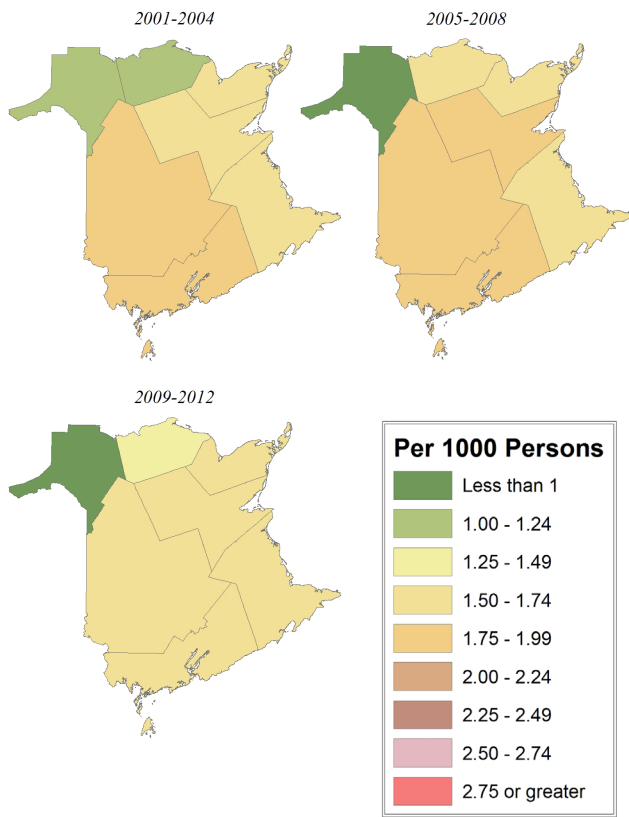 2001-2004
2005-2008
2009-2012
Per 1000 Persons
Less than 1
1.00 - 1.24
1.25 - 1.49
1.50 - 1.74
1.75 - 1.99
2.00 - 2.24
2.25 - 2.49
2.50 - 2.74
2.75 or greater